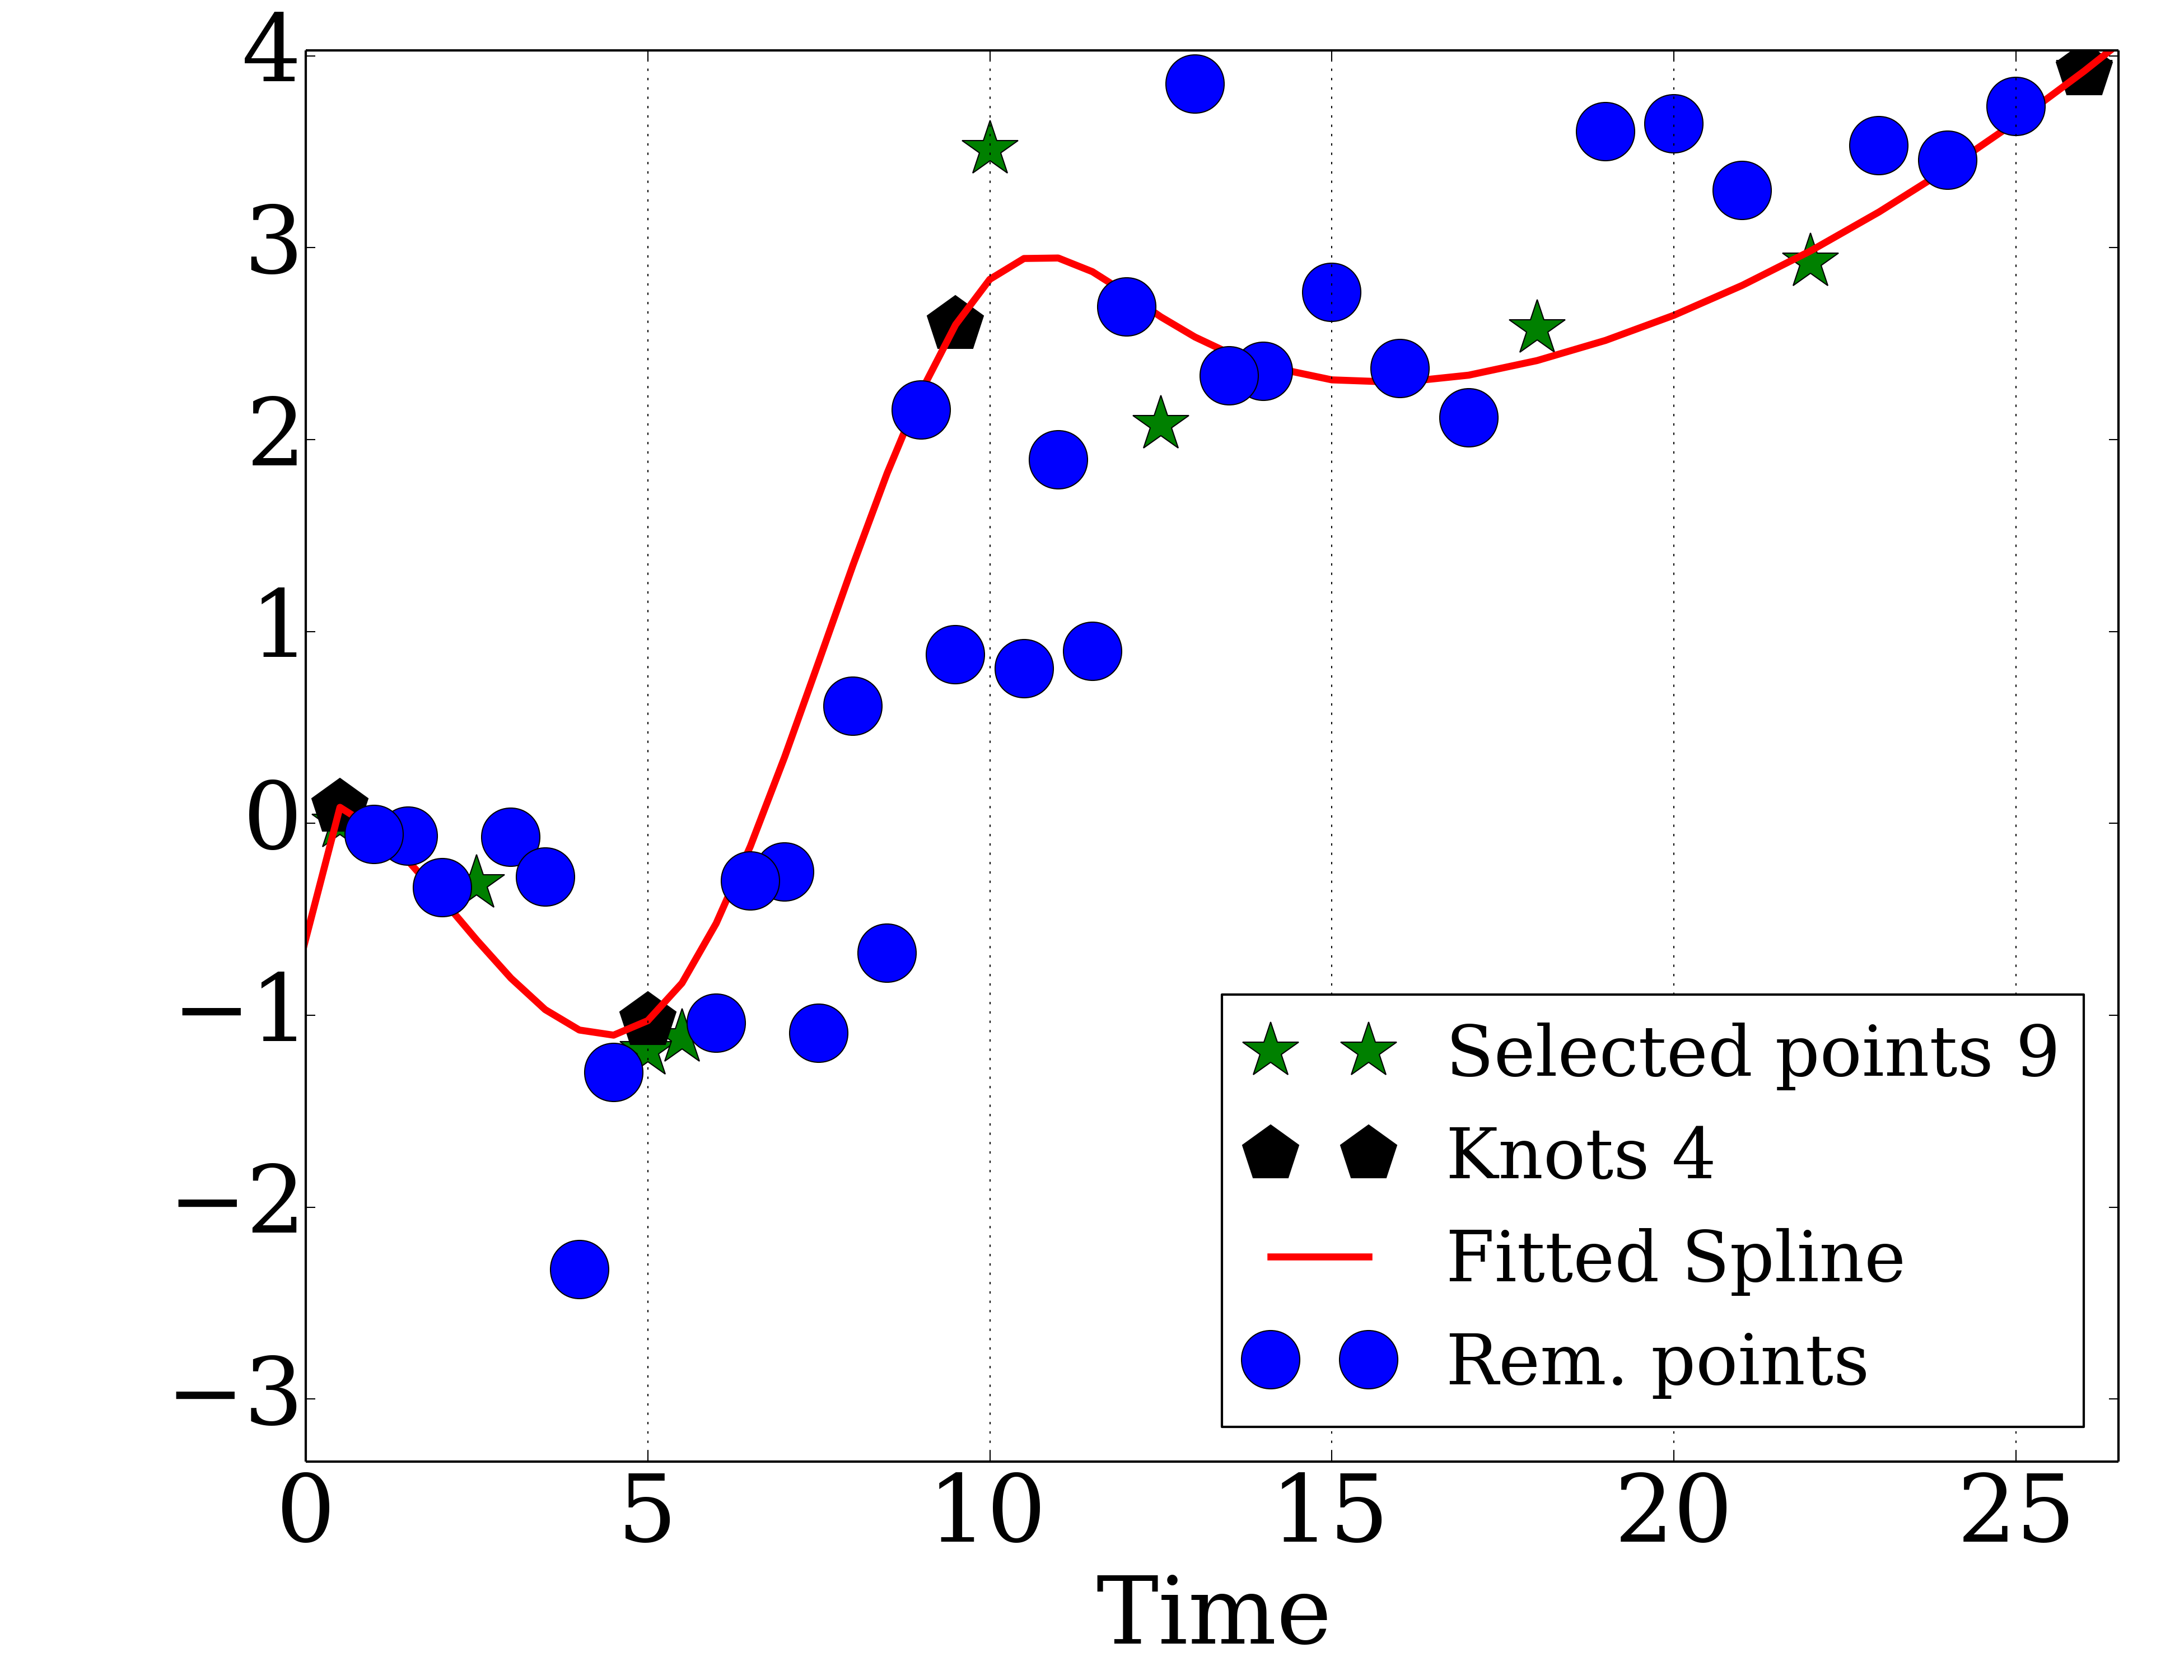 4
3
2
1
0
−1
−2
−3
0 5 10 15 20 25
Time
Selected points 9
Knots 4
Fitted Spline
Rem. points